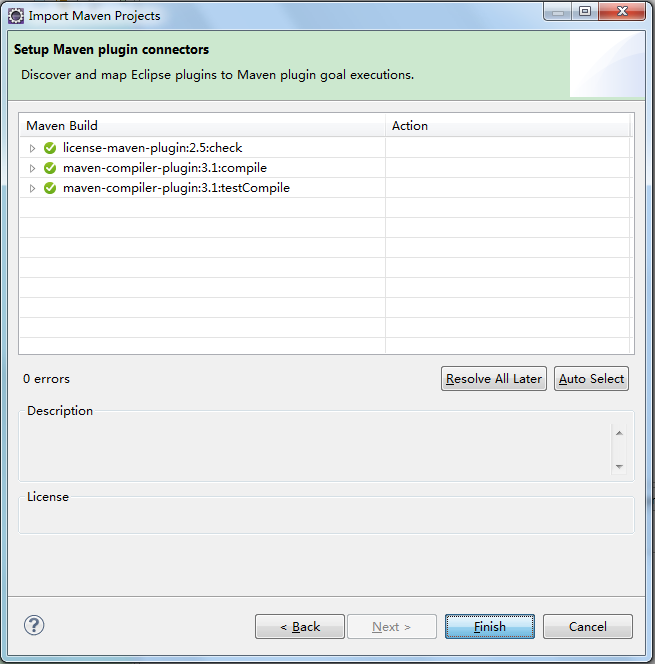 Import Maven Projects
Setup Maven plugin connectors
Discover and map Eclipse plugins to Maven plugin goal executions.
Maven Build Action
license-maven-plugin:2.5:check
maven-compiler-plugin:3.1:compile
maven-compiler-plugin:3.1:testCompile
0 errors Resolve All Later Auto Select
Description
License
? < Back Next > Finish Cancel